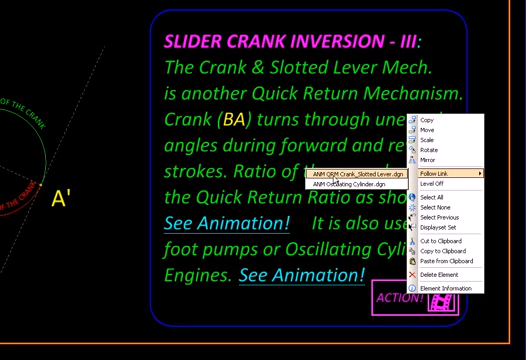 SLIDER CRANK INVERSION - III:
The Crank & Slotted Lever Mech.
is another Quick Return Mechanism.
Crank (BA) turns through une
angles during forward and re
strokes. Ratio of
the Quick Return Ratio as sho
See Animation! It is also use
foot pumps or Oscillating Cyli
Engines. See Animation!
ACTION!
OF THE CRANK
OF THE CRANK
A'
Copy
Move
Scale
Rotate
Mirror
Follow Link
Level Off
Select All
Select None
Select Previous
Displayset Set
Cut to Clipboard
Copy to Clipboard
Paste from Clipboard
Delete Element
Element Information
ANM QRM Crank_Slotted Lever.dgn
ANM Oscillating Cylinder.dgn